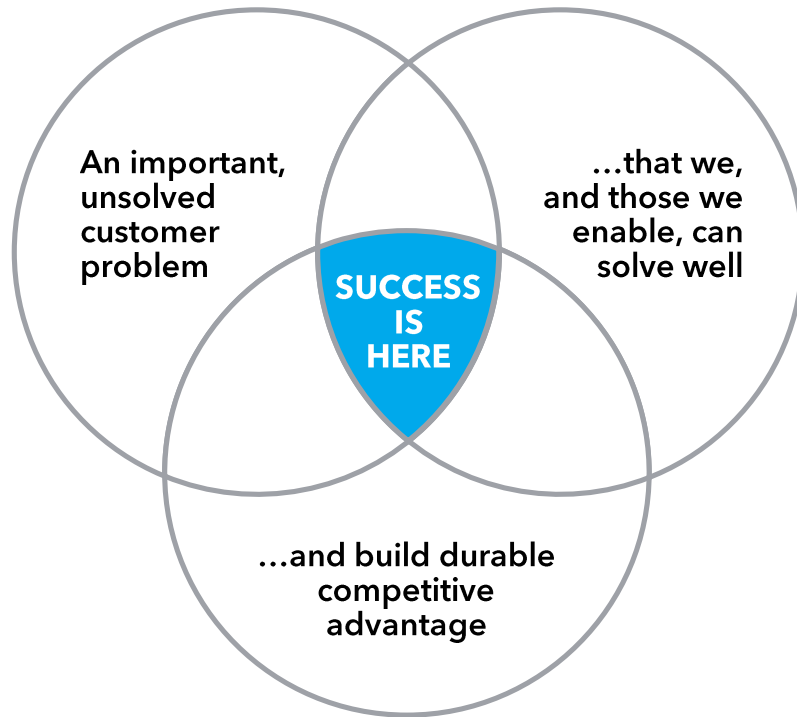 An important,
unsolved
customer
problem
…that we,
and those we
enable, can
solve well
SUCCESS
IS
HERE
…and build durable
competitive
advantage